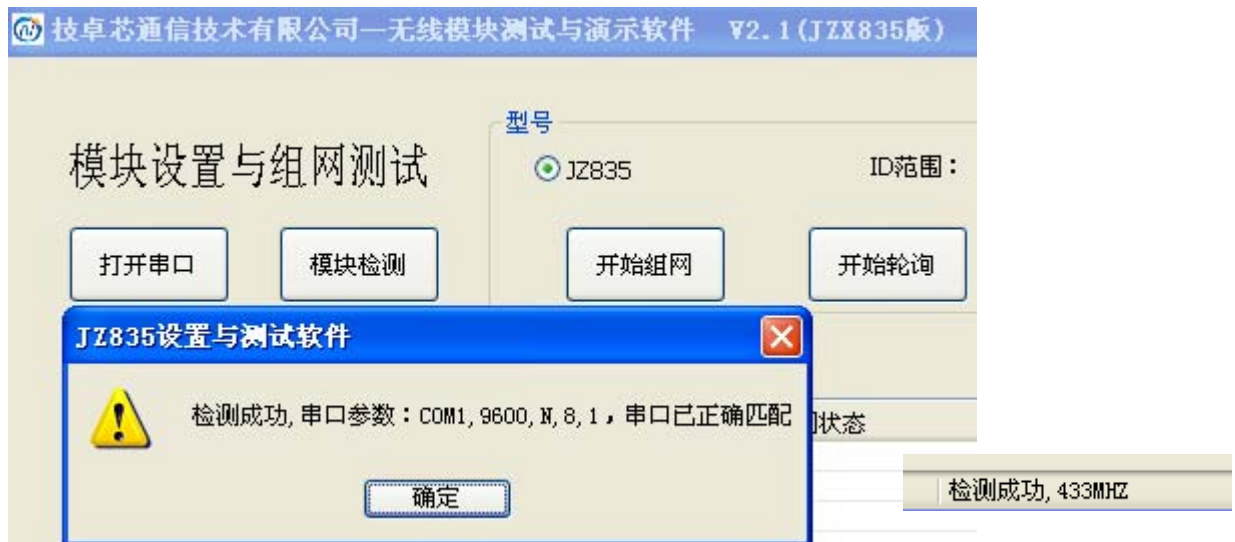 技卓芯通信技术有限公司—无线模块测试与演示软件 V2.1(JZX835版)
型号
模块设置与组网测试
JZ835
ID范围：
打开串口
模块检测
开始组网
开始轮询
JZ835设置与测试软件
检测成功,串口参数：COM1,9600,N,8,1，串口已正确匹配
状态
确定
检测成功,433MHZ